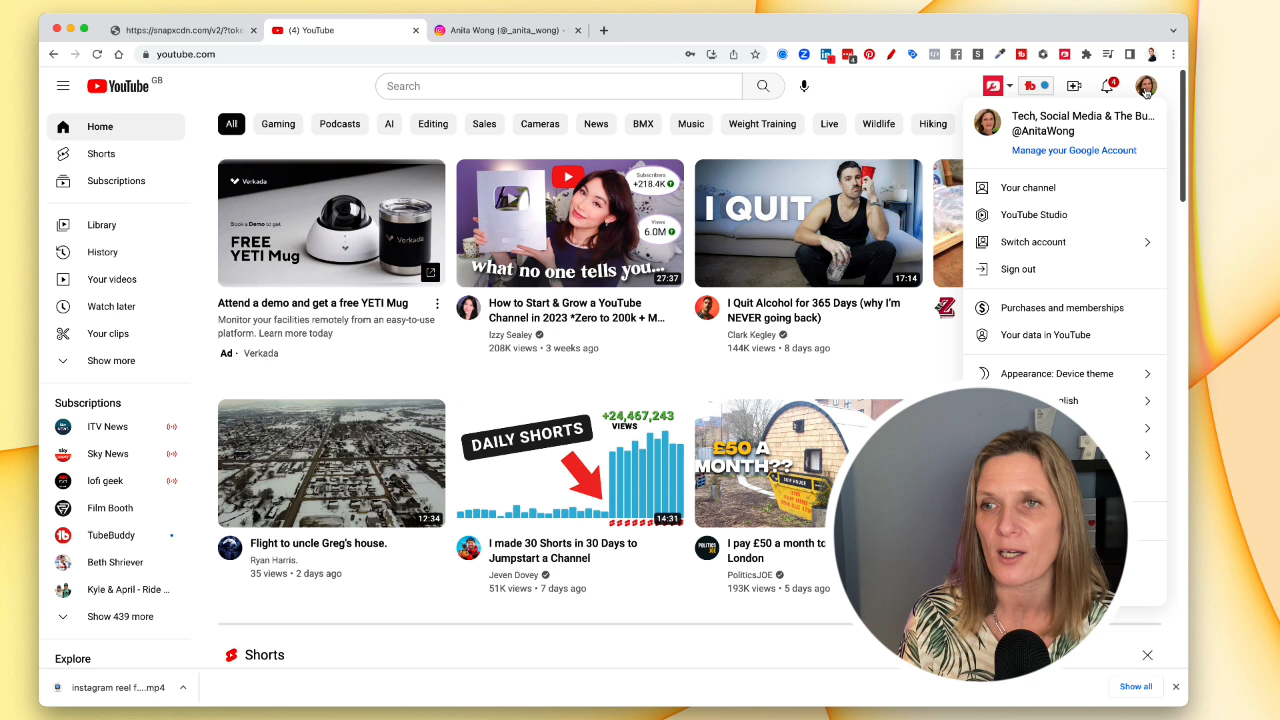 https://snapxcdn.com/v2/?toke
(4) YouTube
Anita Wong (@_anita_wong) -
youtube.com
YouTube GB
Search
4
Home
Shorts
Subscriptions
Library
History
Your videos
Watch later
Your clips
Show more
Subscriptions
ITV News
Sky News
lofi geek
Film Booth
TubeBuddy
Beth Shriever
Kyle & April - Ride ...
Show 439 more
Explore
All
Gaming
Podcasts
AI
Editing
Sales
Cameras
News
BMX
Music
Weight Training
Live
Wildlife
Hiking
Verkada
Book a Demo to get
FREE
YETI Mug
Verkada
Attend a demo and get a free YETI Mug
Monitor your facilities remotely from an easy-to-use
platform. Learn more today
Ad · Verkada
Subscribers
+218.4K
Views
6.0M
what no one tells you...
27:37
How to Start & Grow a YouTube
Channel in 2023 *Zero to 200k + M...
Izzy Sealey
208K views • 3 weeks ago
I QUIT
17:14
I Quit Alcohol for 365 Days (why I'm
NEVER going back)
Clark Kegley
144K views • 8 days ago
12:34
Flight to uncle Greg's house.
Ryan Harris.
35 views • 2 days ago
+24,467,243
VIEWS
DAILY SHORTS
14:31
I made 30 Shorts in 30 Days to
Jumpstart a Channel
Jeven Dovey
51K views • 7 days ago
£50 A
MONTH??
POLITICS
JOE
I pay £50 a month to
London
PoliticsJOE
193K views • 5 days ago
Shorts
Tech, Social Media & The Bu...
@AnitaWong
Manage your Google Account
Your channel
YouTube Studio
Switch account
Sign out
Purchases and memberships
Your data in YouTube
Appearance: Device theme
glish
instagram reel f....mp4
Show all